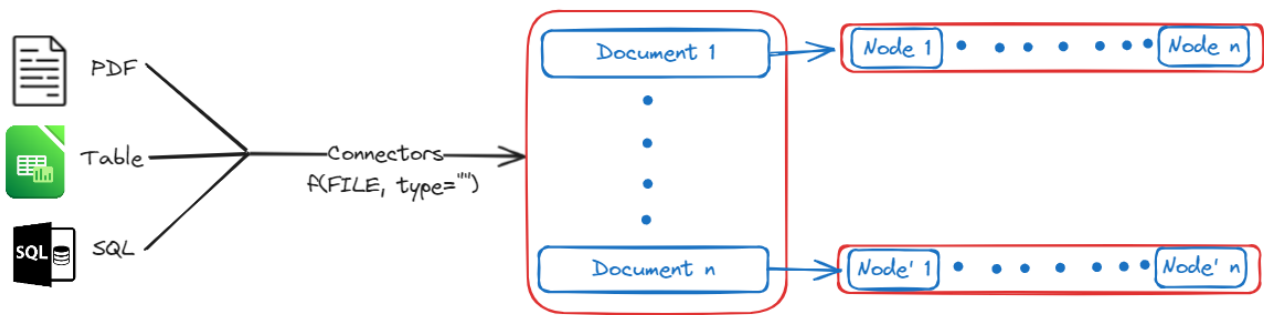 PDF
Table
SQL
SQL
Connectors
f(FILE, type="")
Document 1
Document n
Node 1
Node n
Node' 1
Node' n